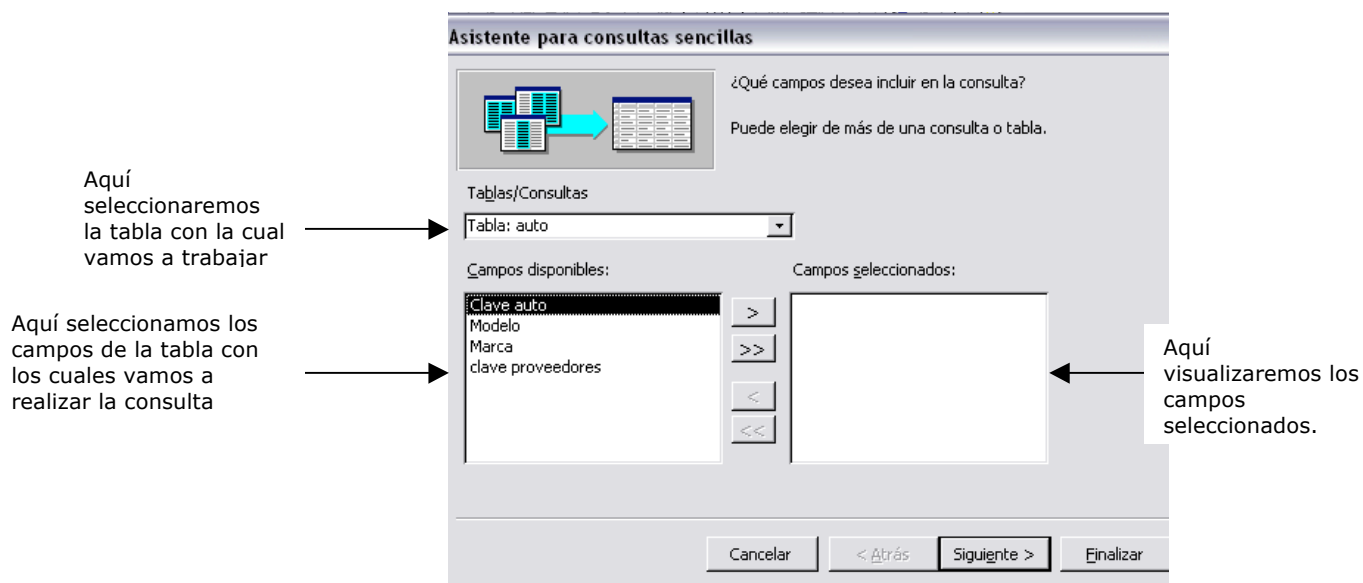 Asistente para consultas sencillas
¿Qué campos desea incluir en la consulta?
Puede elegir de más de una consulta o tabla.
Aquí
seleccionaremos
la tabla con la cual
vamos a trabajar
Tablas/Consultas
Tabla: auto
Campos disponibles:
Campos seleccionados:
Aquí seleccionamos los
campos de la tabla con
los cuales vamos a
realizar la consulta
Clave auto
Modelo
Marca
clave proveedores
>
>>
<
<<
Aquí
visualizaremos los
campos
seleccionados.
Cancelar
< Atrás
Siguiente >
Finalizar